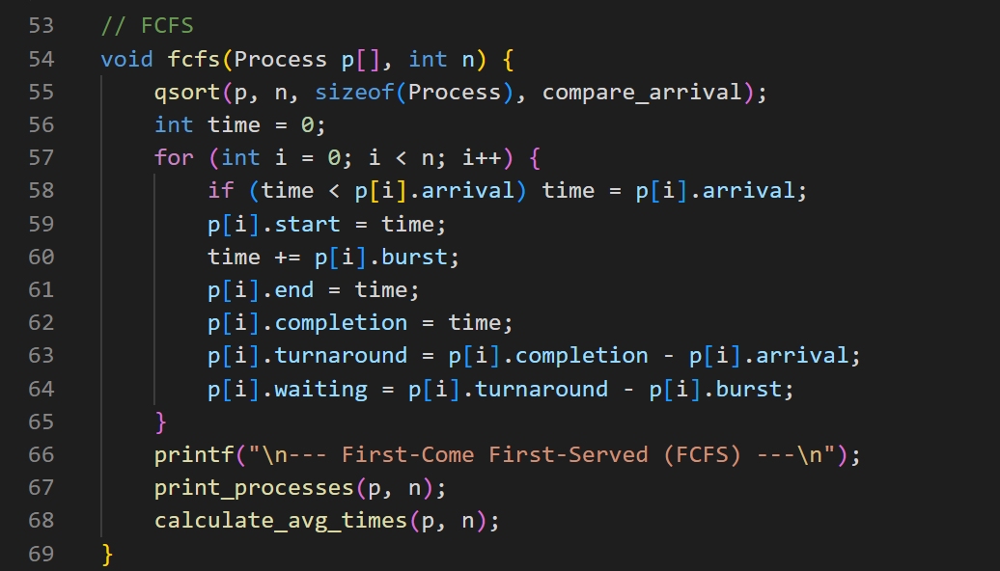 53 // FCFS
54 void fcfs(Process p[], int n) {
55     qsort(p, n, sizeof(Process), compare_arrival);
56     int time = 0;
57     for (int i = 0; i < n; i++) {
58         if (time < p[i].arrival) time = p[i].arrival;
59         p[i].start = time;
60         time += p[i].burst;
61         p[i].end = time;
62         p[i].completion = time;
63         p[i].turnaround = p[i].completion - p[i].arrival;
64         p[i].waiting = p[i].turnaround - p[i].burst;
65     }
66     printf("\n--- First-Come First-Served (FCFS) ---\n");
67     print_processes(p, n);
68     calculate_avg_times(p, n);
69 }